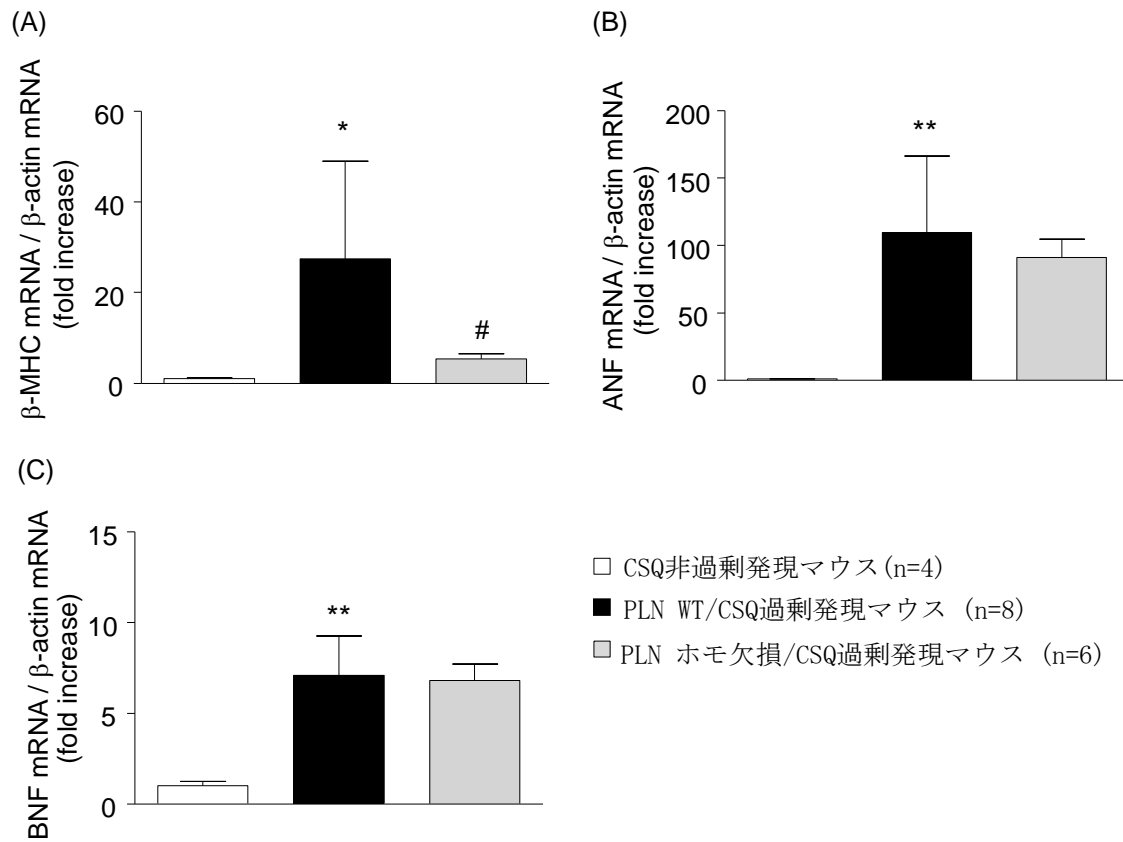 (A)
β-MHC mRNA / β-actin mRNA
(fold increase)
60
40
20
0
*
#
(B)
ANF mRNA / β-actin mRNA
(fold increase)
200
150
100
50
0
**
(C)
BNF mRNA / β-actin mRNA
(fold increase)
15
10
5
0
**
CSQ非過剰発現マウス(n=4)
PLN WT/CSQ過剰発現マウス (n=8)
PLN ホモ欠損/CSQ過剰発現マウス (n=6)